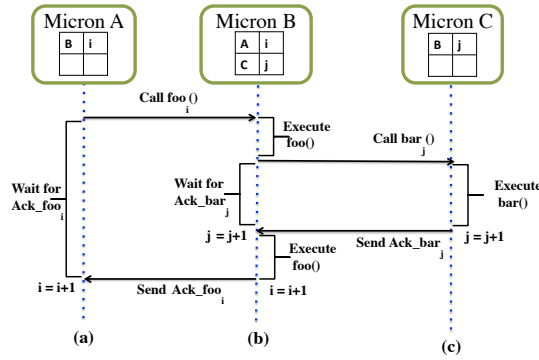 Micron A
B i
Micron B
A i
C j
Micron C
B j
Call foo i ()
Execute
foo()
Call bar j ()
Wait for
Ack_foo i
Wait for
Ack_bar j
Execute
bar()
j = j+1
Send Ack_bar j
j = j+1
Execute
foo()
i = i+1
Send Ack_foo i
i = i+1
(a)
(b)
(c)